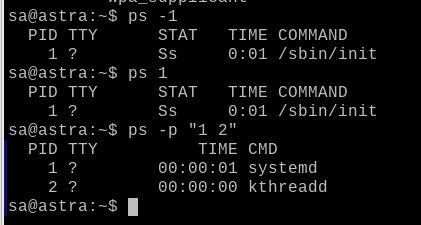 wpa_supplicant
sa@astra:~$ ps -1
PID TTY STAT TIME COMMAND
1 ? Ss 0:01 /sbin/init
sa@astra:~$ ps 1
PID TTY STAT TIME COMMAND
1 ? Ss 0:01 /sbin/init
sa@astra:~$ ps -p "1 2"
PID TTY TIME CMD
1 ? 00:00:01 systemd
2 ? 00:00:00 kthreadd
sa@astra:~$